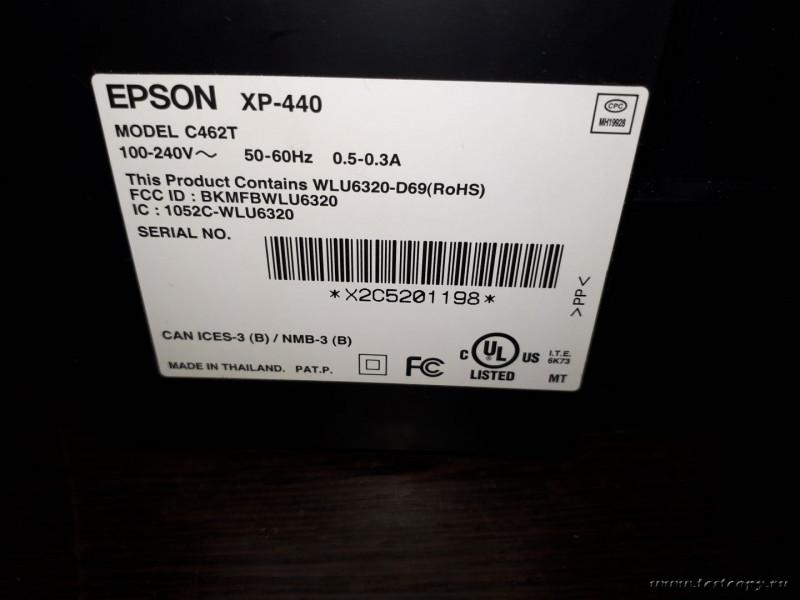 EPSON XP-440
CPC
MH19928
MODEL C462T
100-240V~ 50-60Hz 0.5-0.3A
This Product Contains WLU6320-D69(RoHS)
FCC ID : BKMFBWLU6320
IC : 1052C-WLU6320
SERIAL NO.
*X2C5201198*
>PP<
CAN ICES-3 (B) / NMB-3 (B)
MADE IN THAILAND. PAT.P.
FC
C UL US
LISTED
I.T.E.
6K73
MT
www.testcopy.ru